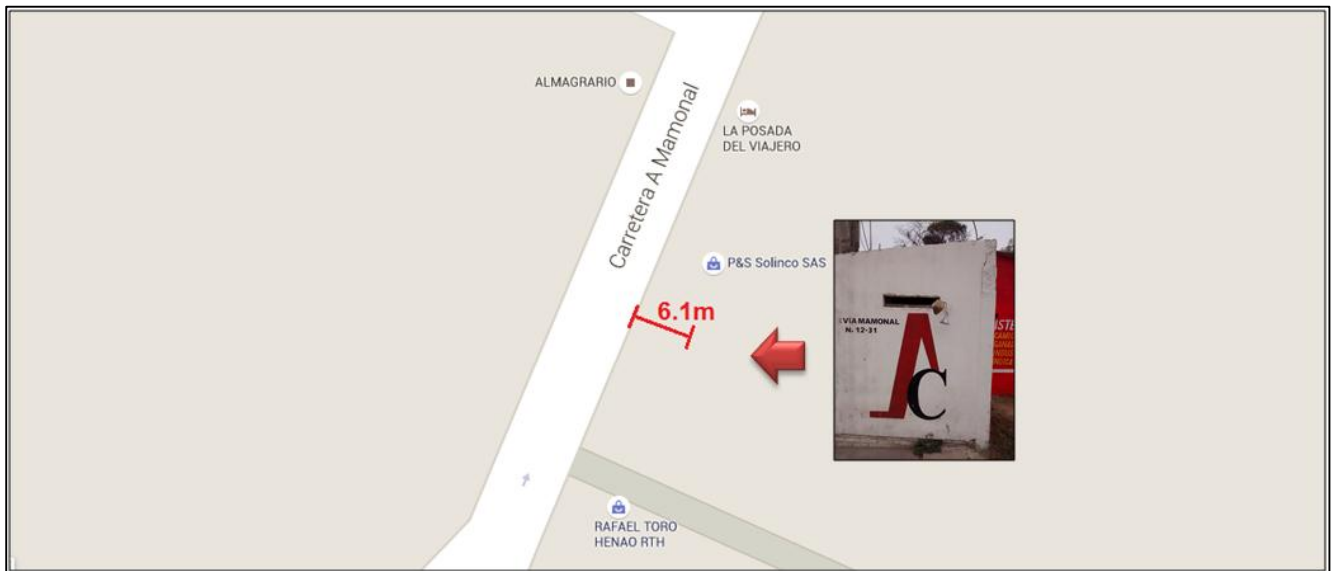 ALMAGRARIO
LA POSADA
DEL VIAJERO
Carretera A Mamonal
P&S Solinco SAS
6.1m
VIA MAMONAL
N. 12-31
AC
RAFAEL TORO
HENAO RTH